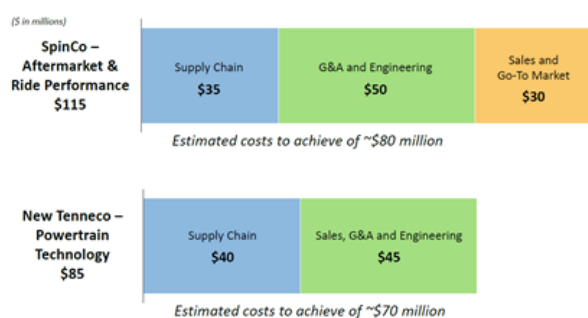 ($ in millions)
SpinCo –
Aftermarket &
Ride Performance
$115
Supply Chain
$35
G&A and Engineering
$50
Sales and
Go-To Market
$30
Estimated costs to achieve of ~$80 million
New Tenneco –
Powertrain
Technology
$85
Supply Chain
$40
Sales, G&A and Engineering
$45
Estimated costs to achieve of ~$70 million